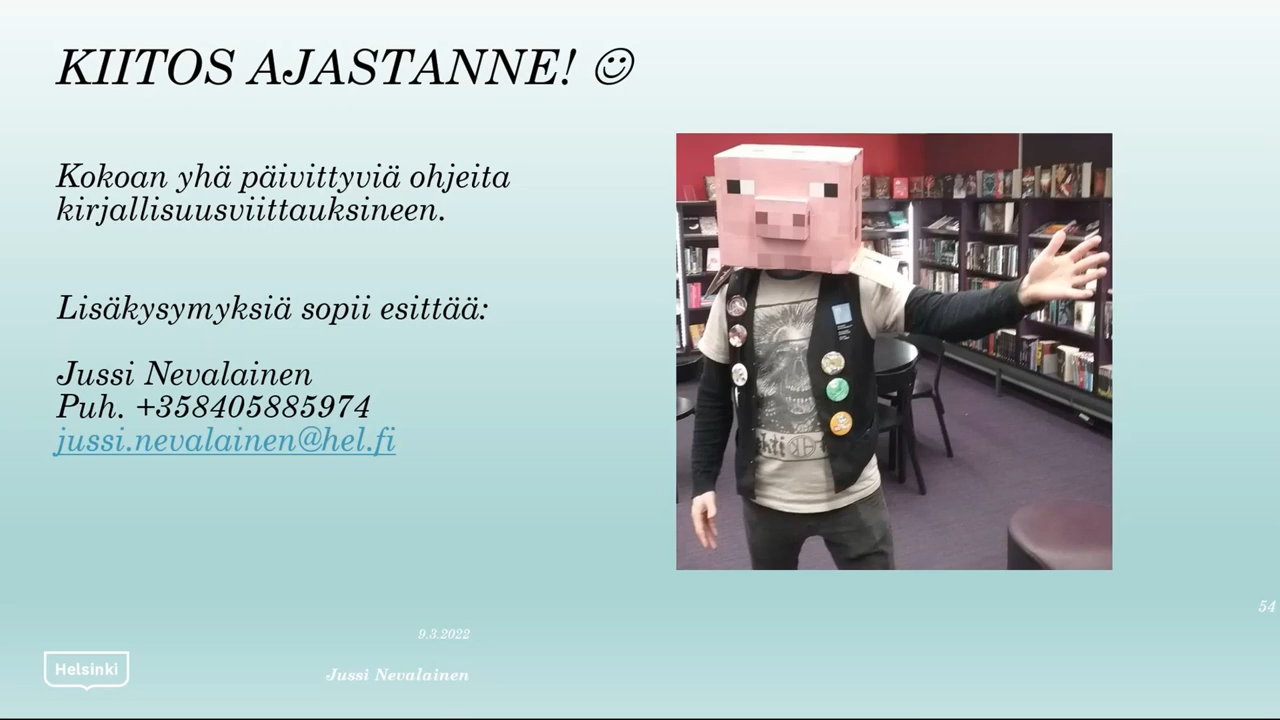 KIITOS AJASTANNE! ☺
Kokoan yhä päivittyviä ohjeita
kirjallisuusviittauksineen.
Lisäkysymyksiä sopii esittää:
Jussi Nevalainen
Puh. +358405885974
jussi.nevalainen@hel.fi
54
9.3.2022
Helsinki
Jussi Nevalainen